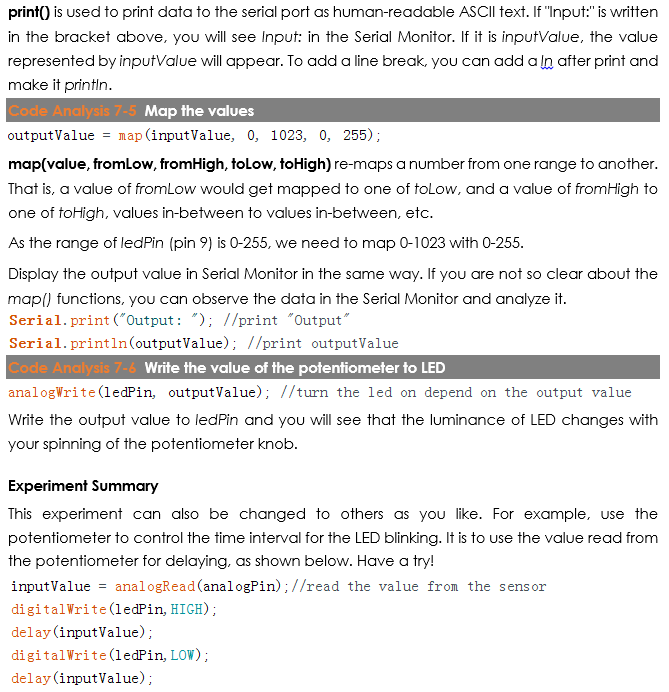 print() is used to print data to the serial port as human-readable ASCII text. If "Input:" is written
in the bracket above, you will see Input: in the Serial Monitor. If it is inputValue, the value
represented by inputValue will appear. To add a line break, you can add a ln after print and
make it println.
Code Analysis 7-5 Map the values
outputValue = map(inputValue, 0, 1023, 0, 255);
map(value, fromLow, fromHigh, toLow, toHigh) re-maps a number from one range to another.
That is, a value of fromLow would get mapped to one of toLow, and a value of fromHigh to
one of toHigh, values in-between to values in-between, etc.
As the range of ledPin (pin 9) is 0-255, we need to map 0-1023 with 0-255.
Display the output value in Serial Monitor in the same way. If you are not so clear about the
map() functions, you can observe the data in the Serial Monitor and analyze it.
Serial.print("Output: "); //print "Output"
Serial.println(outputValue); //print outputValue
Code Analysis 7-6 Write the value of the potentiometer to LED
analogWrite(ledPin, outputValue); //turn the led on depend on the output value
Write the output value to ledPin and you will see that the luminance of LED changes with
your spinning of the potentiometer knob.
Experiment Summary
This experiment can also be changed to others as you like. For example, use the
potentiometer to control the time interval for the LED blinking. It is to use the value read from
the potentiometer for delaying, as shown below. Have a try!
inputValue = analogRead(analogPin);//read the value from the sensor
digitalWrite(ledPin,HIGH);
delay(inputValue);
digitalWrite(ledPin,LOW);
delay(inputValue);